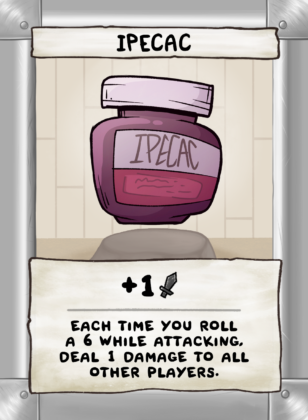 IPECAC
IPECAC
+1
EACH TIME YOU ROLL
A 6 WHILE ATTACKING,
DEAL 1 DAMAGE TO ALL
OTHER PLAYERS.